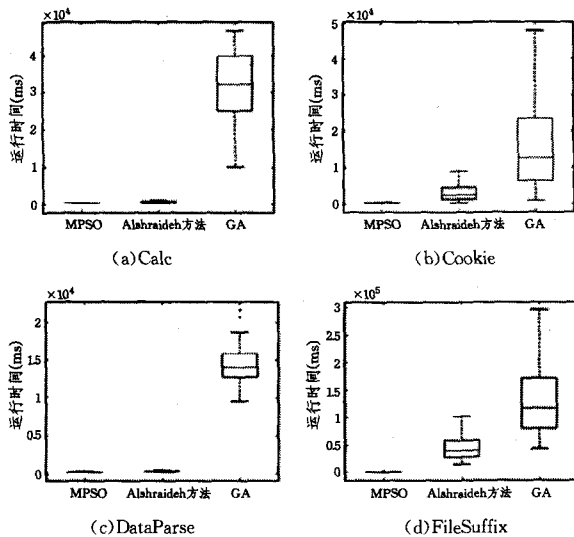 ×10⁴
4
3
2
1
0
运行时间(ms)
MPSO Alshraideh方法 GA
(a)Calc
×10⁴
5
4
3
2
1
0
运行时间(ms)
MPSO Alshraideh方法 GA
(b)Cookie
×10⁴
2
1.5
1
0.5
0
运行时间(ms)
MPSO Alshraideh方法 GA
(c)DataParse
×10⁵
3
2.5
2
1.5
1
0.5
0
运行时间(ms)
MPSO Alshraideh方法 GA
(d)FileSuffix